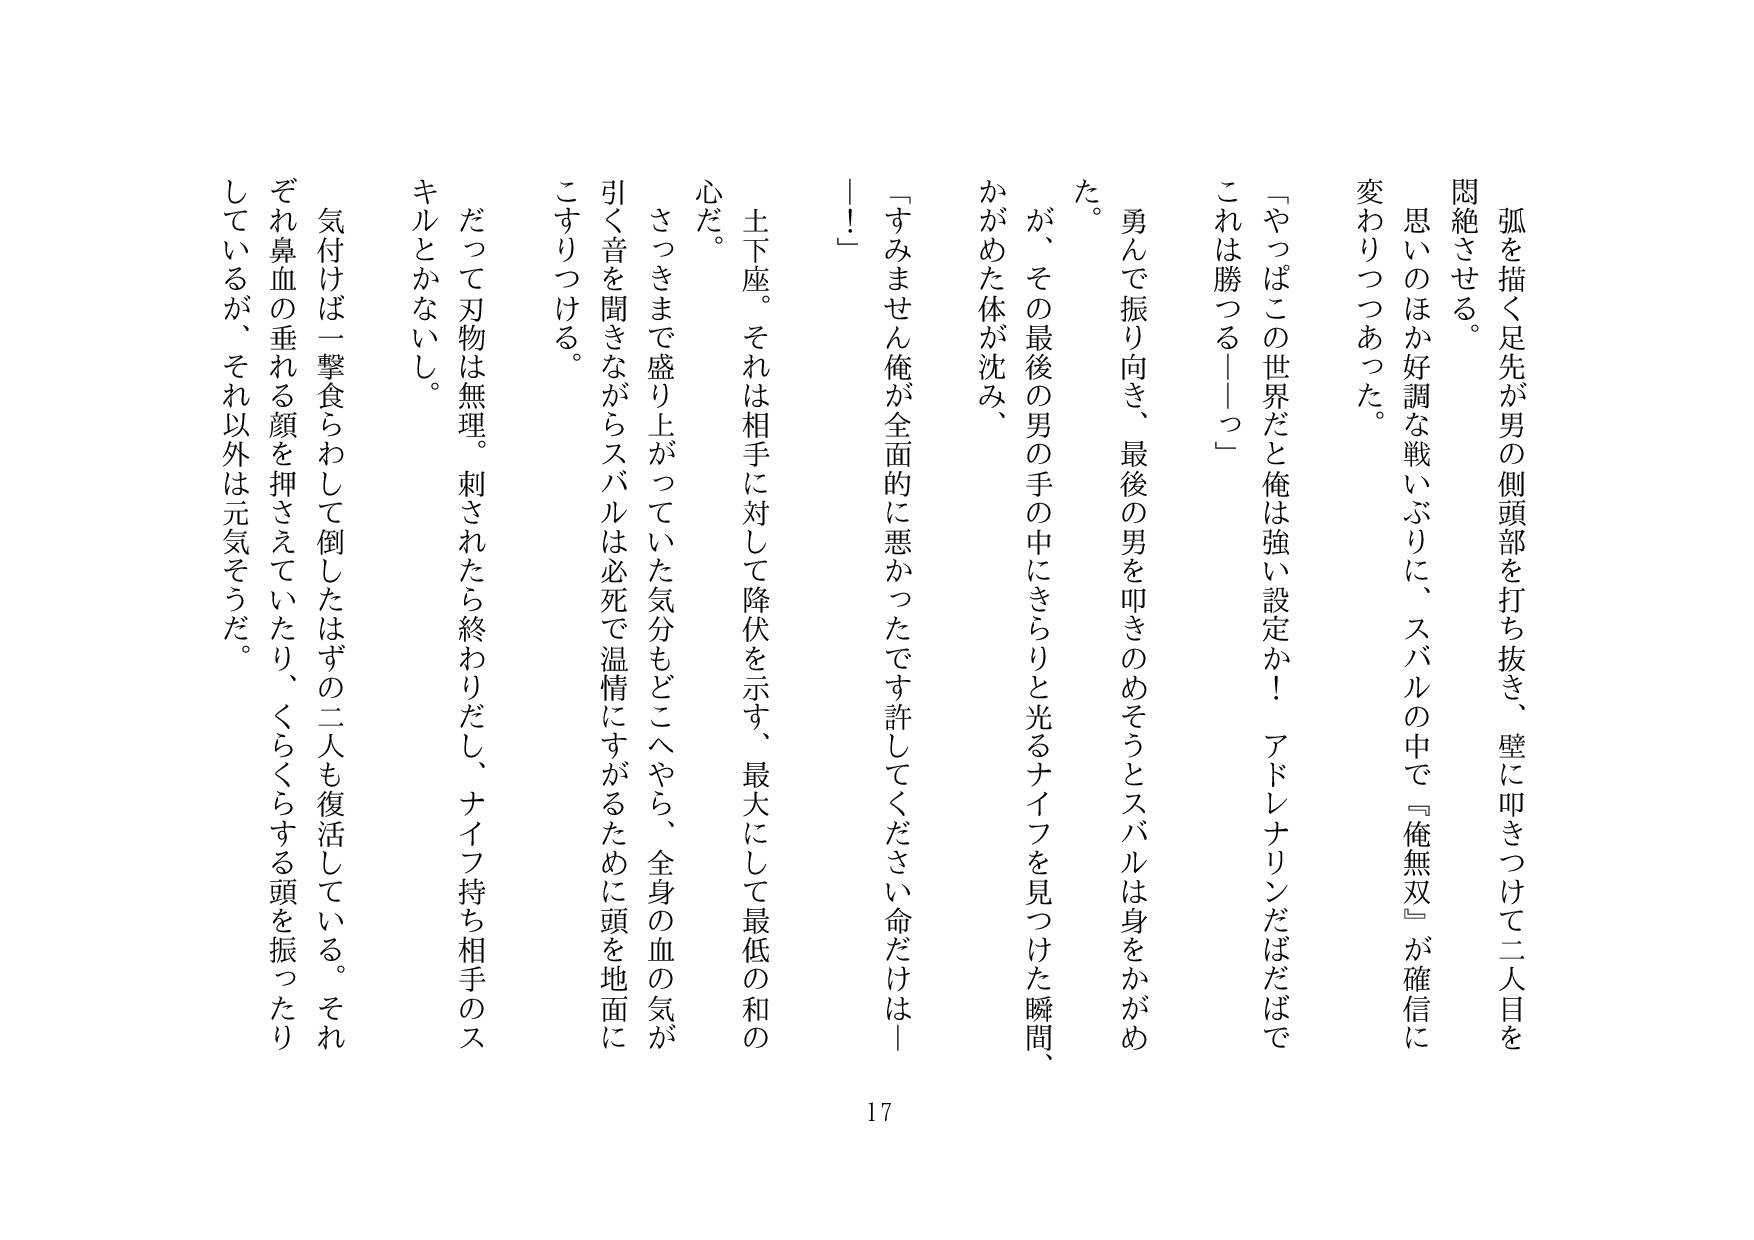 弧を描く足先が男の側頭部を打ち抜き、壁に叩きつけて二人目を
悶絶させる。
　思いのほか好調な戦いぶりに、スバルの中で『俺無双』が確信に
変わりつつあった。
「やっぱこの世界だと俺は強い設定か！　アドレナリンだばだばで
これは勝つる――っ」
　勇んで振り向き、最後の男を叩きのめそうとスバルは身をかがめ
た。
　が、その最後の男の手の中にきらりと光るナイフを見つけた瞬間、
かがめた体が沈み、
「すみません俺が全面的に悪かったです許してください命だけは―
―！」
　土下座。それは相手に対して降伏を示す、最大にして最低の和の
心だ。
　さっきまで盛り上がっていた気分もどこへやら、全身の血の気が
引く音を聞きながらスバルは必死で温情にすがるために頭を地面に
こすりつける。
　だって刃物は無理。刺されたら終わりだし、ナイフ持ち相手のス
キルとかないし。
　気付けば一撃食らわして倒したはずの二人も復活している。それ
ぞれ鼻血の垂れる顔を押さえていたり、くらくらする頭を振ったり
しているが、それ以外は元気そうだ。
17